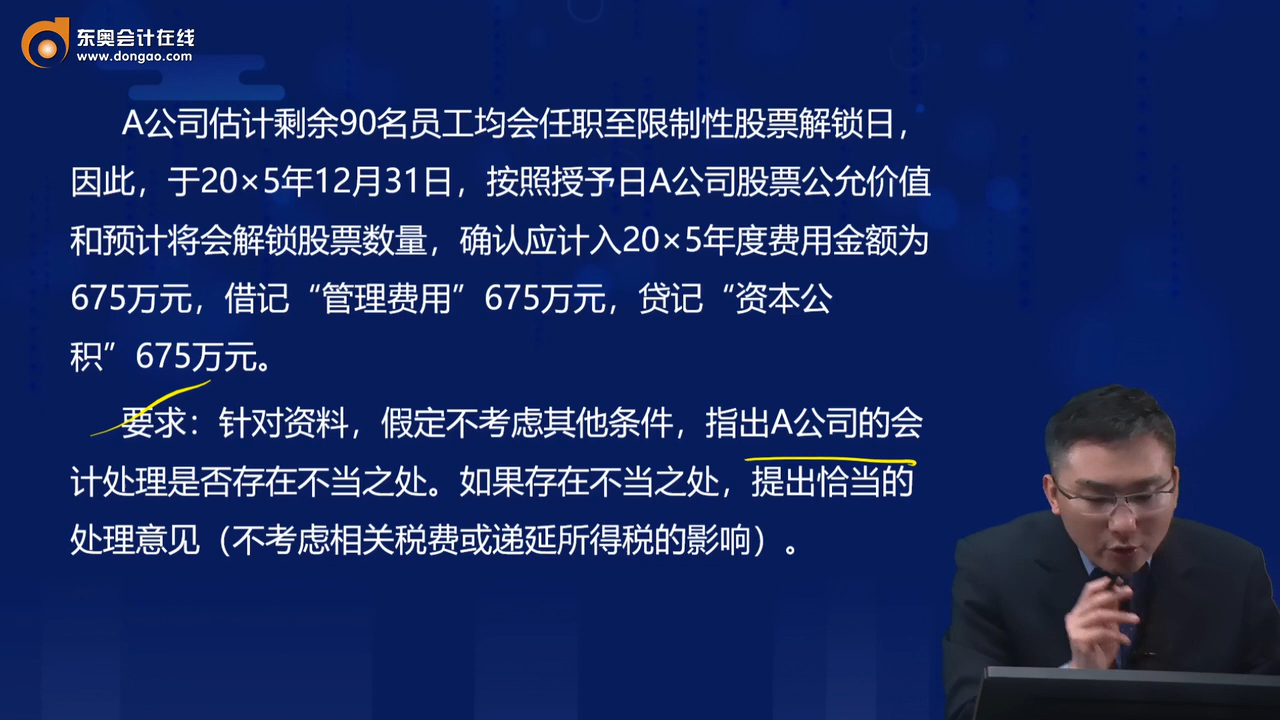 东奥会计在线
www.dongao.com
A公司估计剩余90名员工均会任职至限制性股票解锁日，
因此，于20×5年12月31日，按照授予日A公司股票公允价值
和预计将会解锁股票数量，确认应计入20×5年度费用金额为
675万元，借记“管理费用”675万元，贷记“资本公
积”675万元。
要求：针对资料，假定不考虑其他条件，指出A公司的会
计处理是否存在不当之处。如果存在不当之处，提出恰当的
处理意见（不考虑相关税费或递延所得税的影响）。